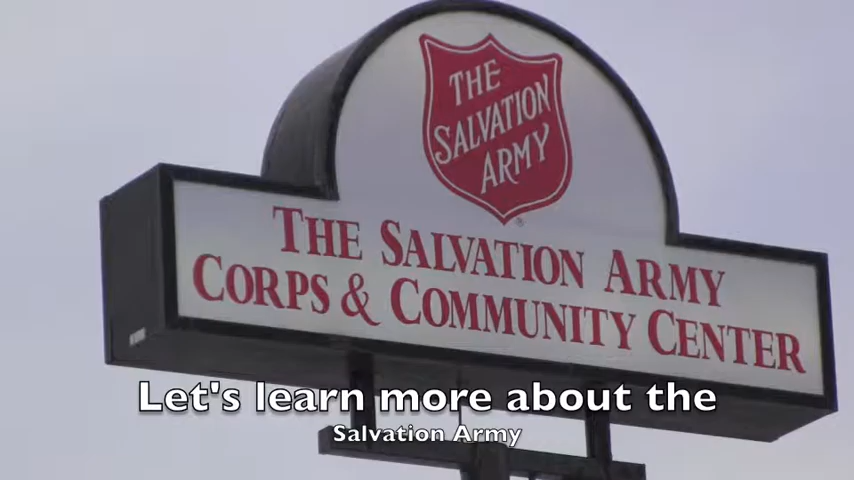 THE
SALVATION
ARMY
THE SALVATION ARMY
CORPS & COMMUNITY CENTER
Let's learn more about the
Salvation Army